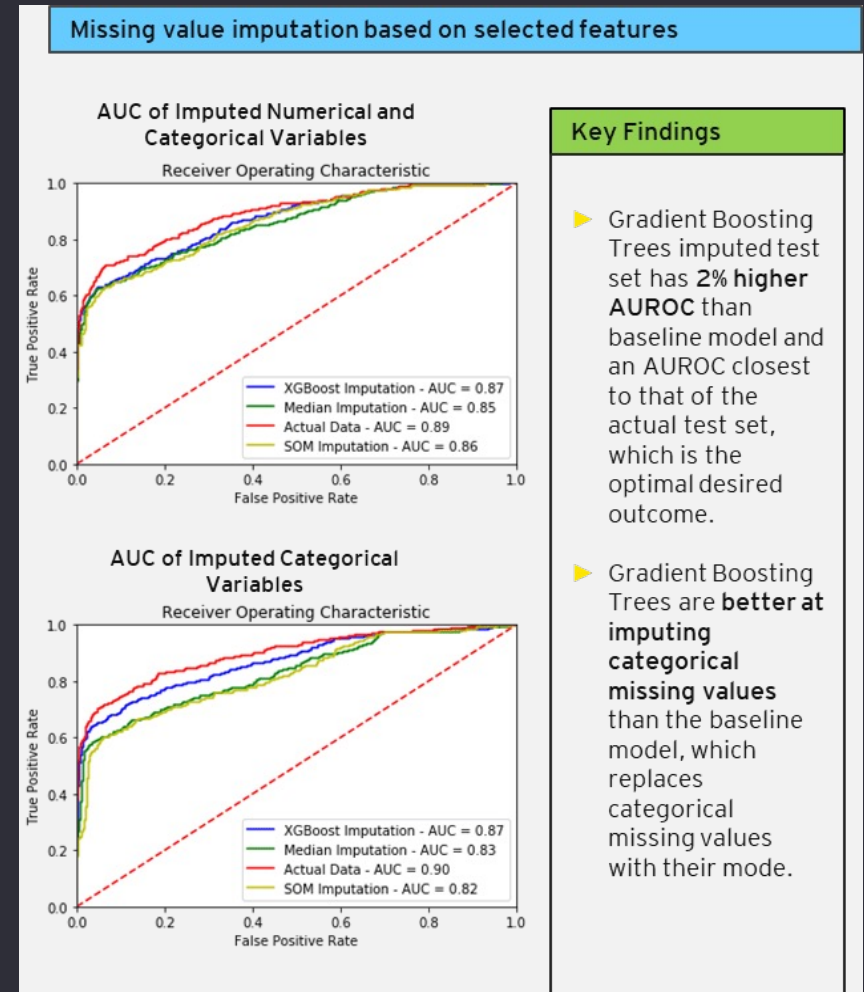 Missing value imputation based on selected features
AUC of Imputed Numerical and
Categorical Variables
Receiver Operating Characteristic
1.0
0.8
0.6
0.4
0.2
0.0
True Positive Rate
XGBoost Imputation - AUC = 0.87
Median Imputation - AUC = 0.85
Actual Data - AUC = 0.89
SOM Imputation - AUC = 0.86
0.0 0.2 0.4 0.6 0.8 1.0
False Positive Rate
AUC of Imputed Categorical
Variables
Receiver Operating Characteristic
1.0
0.8
0.6
0.4
0.2
0.0
True Positive Rate
XGBoost Imputation - AUC = 0.87
Median Imputation - AUC = 0.83
Actual Data - AUC = 0.90
SOM Imputation - AUC = 0.82
0.0 0.2 0.4 0.6 0.8 1.0
False Positive Rate
Key Findings
Gradient Boosting
Trees imputed test
set has 2% higher
AUROC than
baseline model and
an AUROC closest
to that of the
actual test set,
which is the
optimal desired
outcome.
Gradient Boosting
Trees are better at
imputing
categorical
missing values
than the baseline
model, which
replaces
categorical
missing values
with their mode.